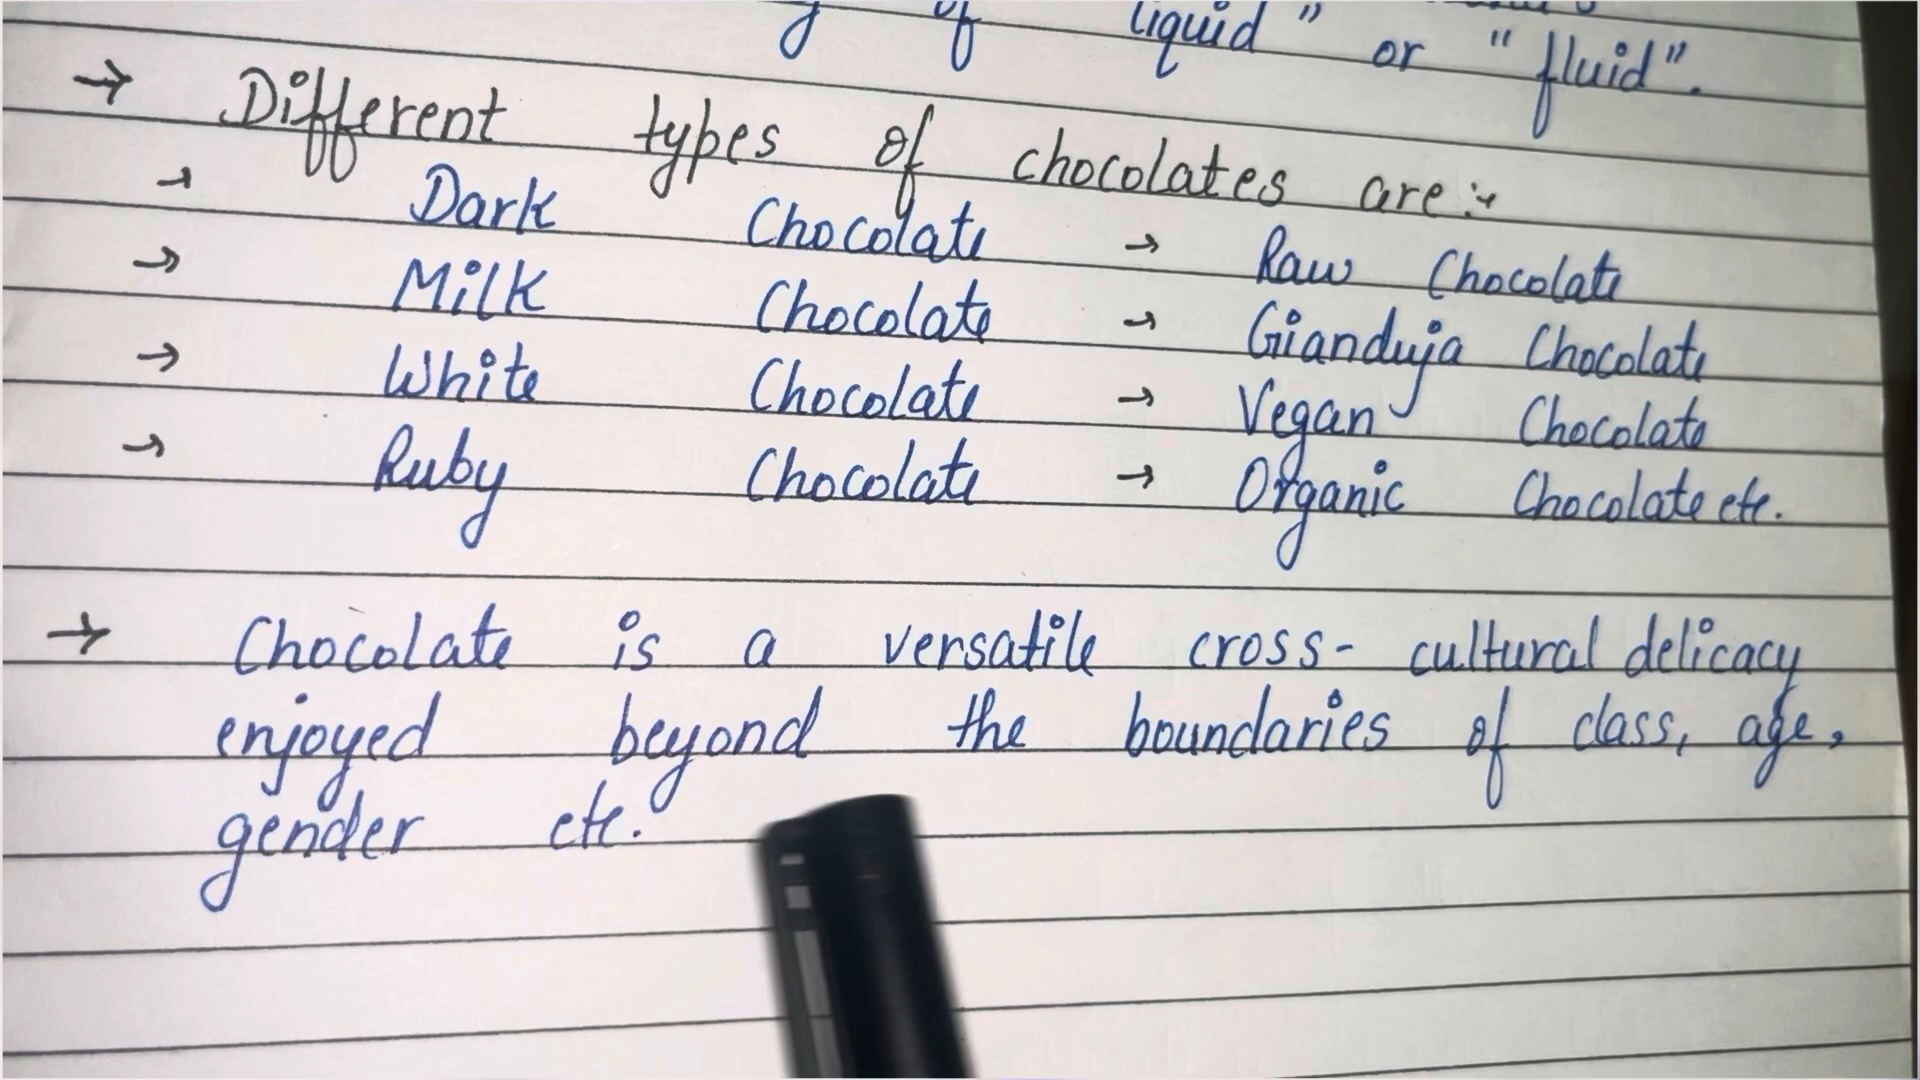 of liquid" or "fluid".
→ Different types of chocolates are:-
→ Dark Chocolate → Raw Chocolate
→ Milk Chocolate → Gianduja Chocolate
→ White Chocolate → Vegan Chocolate
→ Ruby Chocolate → Organic Chocolate etc.
→ Chocolate is a versatile cross-cultural delicacy
enjoyed beyond the boundaries of class, age,
gender etc.